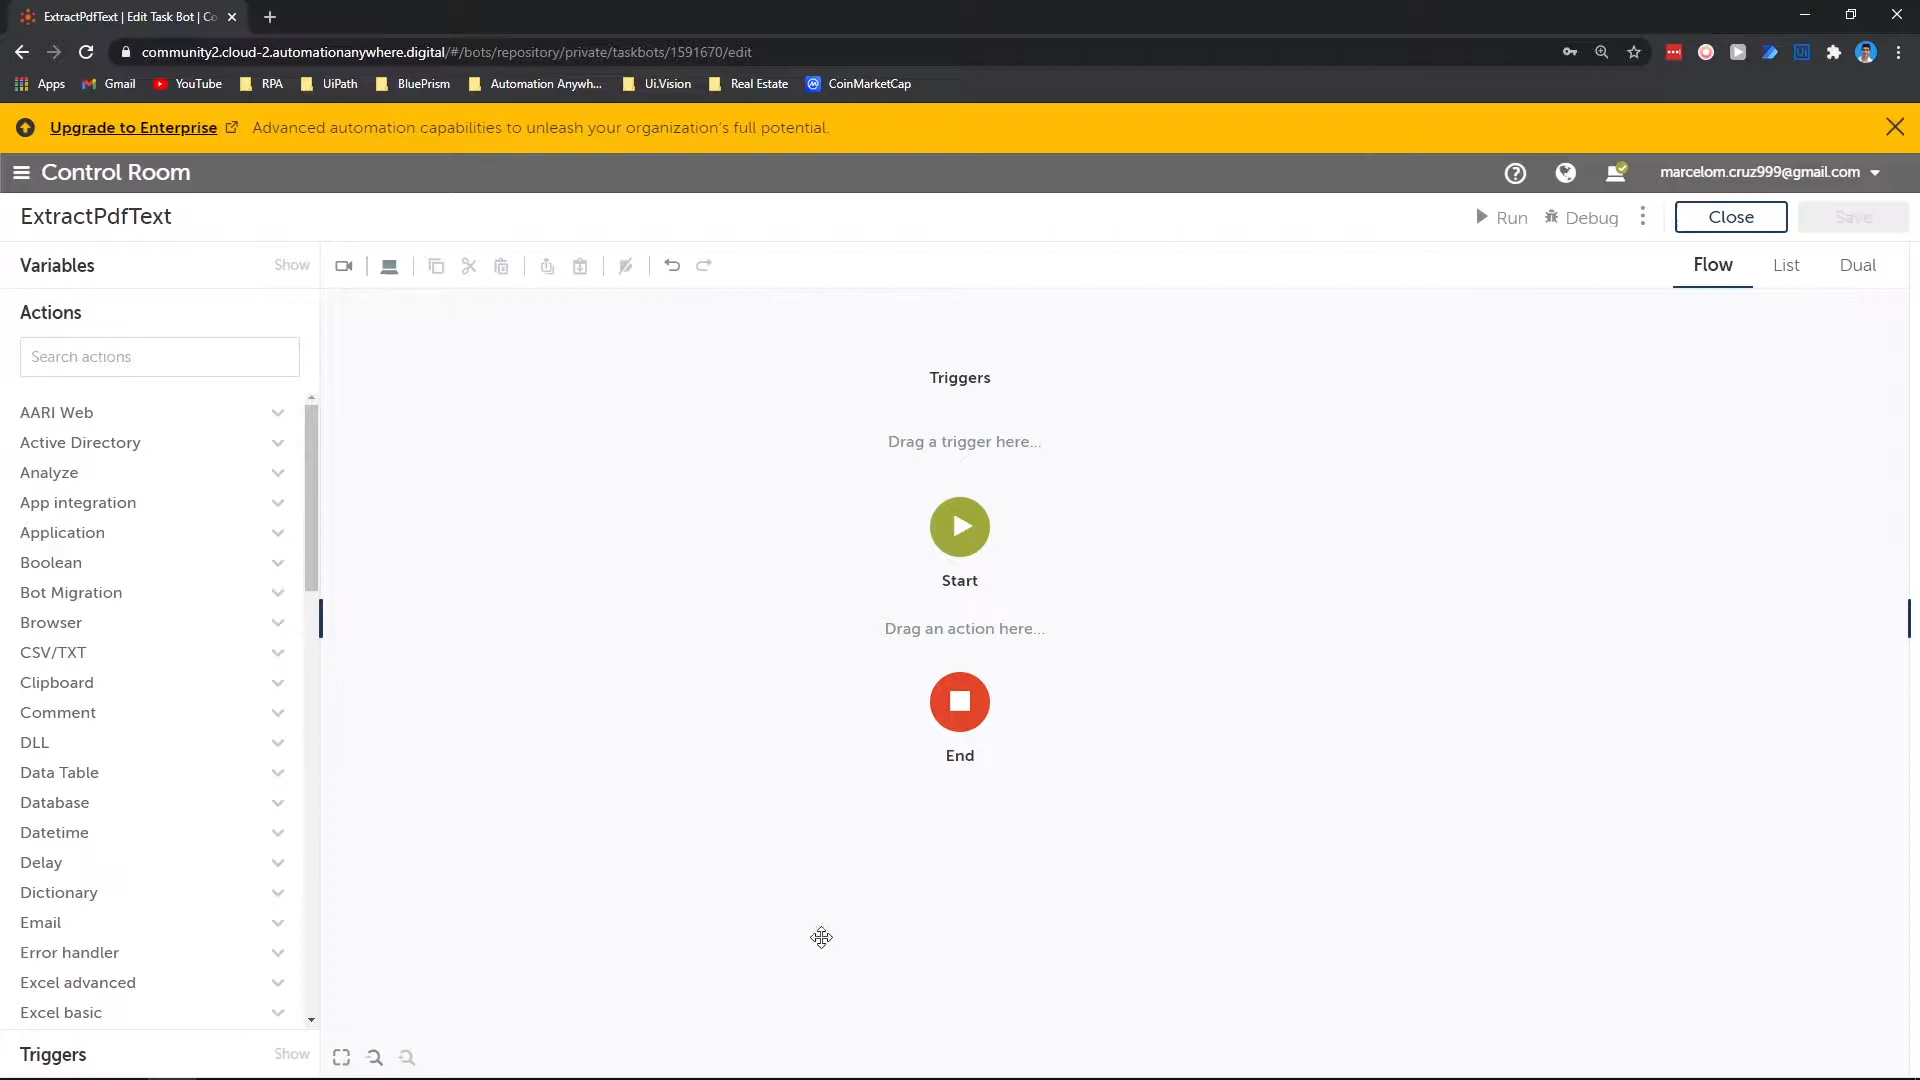 ExtractPdfText | Edit Task Bot | Co
community2.cloud-2.automationanywhere.digital/#/bots/repository/private/taskbots/1591670/edit
Apps Gmail YouTube RPA UiPath BluePrism Automation Anywh... Ui.Vision Real Estate CoinMarketCap
Upgrade to Enterprise Advanced automation capabilities to unleash your organization's full potential.
Control Room
marcelom.cruz999@gmail.com
ExtractPdfText
Run Debug Close Save
Variables Show
Flow List Dual
Actions
Search actions
AARI Web
Active Directory
Analyze
App integration
Application
Boolean
Bot Migration
Browser
CSV/TXT
Clipboard
Comment
DLL
Data Table
Database
Datetime
Delay
Dictionary
Email
Error handler
Excel advanced
Excel basic
Triggers Show
Triggers
Drag a trigger here...
Start
Drag an action here...
End